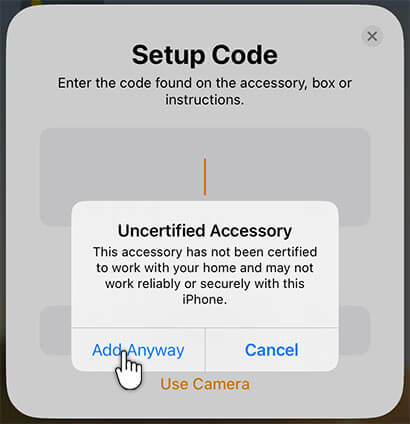 Setup Code
Enter the code found on the accessory, box or
instructions.
Uncertified Accessory
This accessory has not been certified
to work with your home and may not
work reliably or securely with this
iPhone.
Add Anyway
Cancel
Use Camera